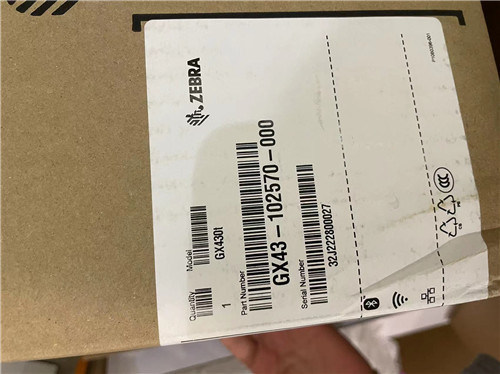 ZEBRA
Quantity
1
Model
GX430t
Part Number
GX43-102570-000
Serial Number
32J222800027